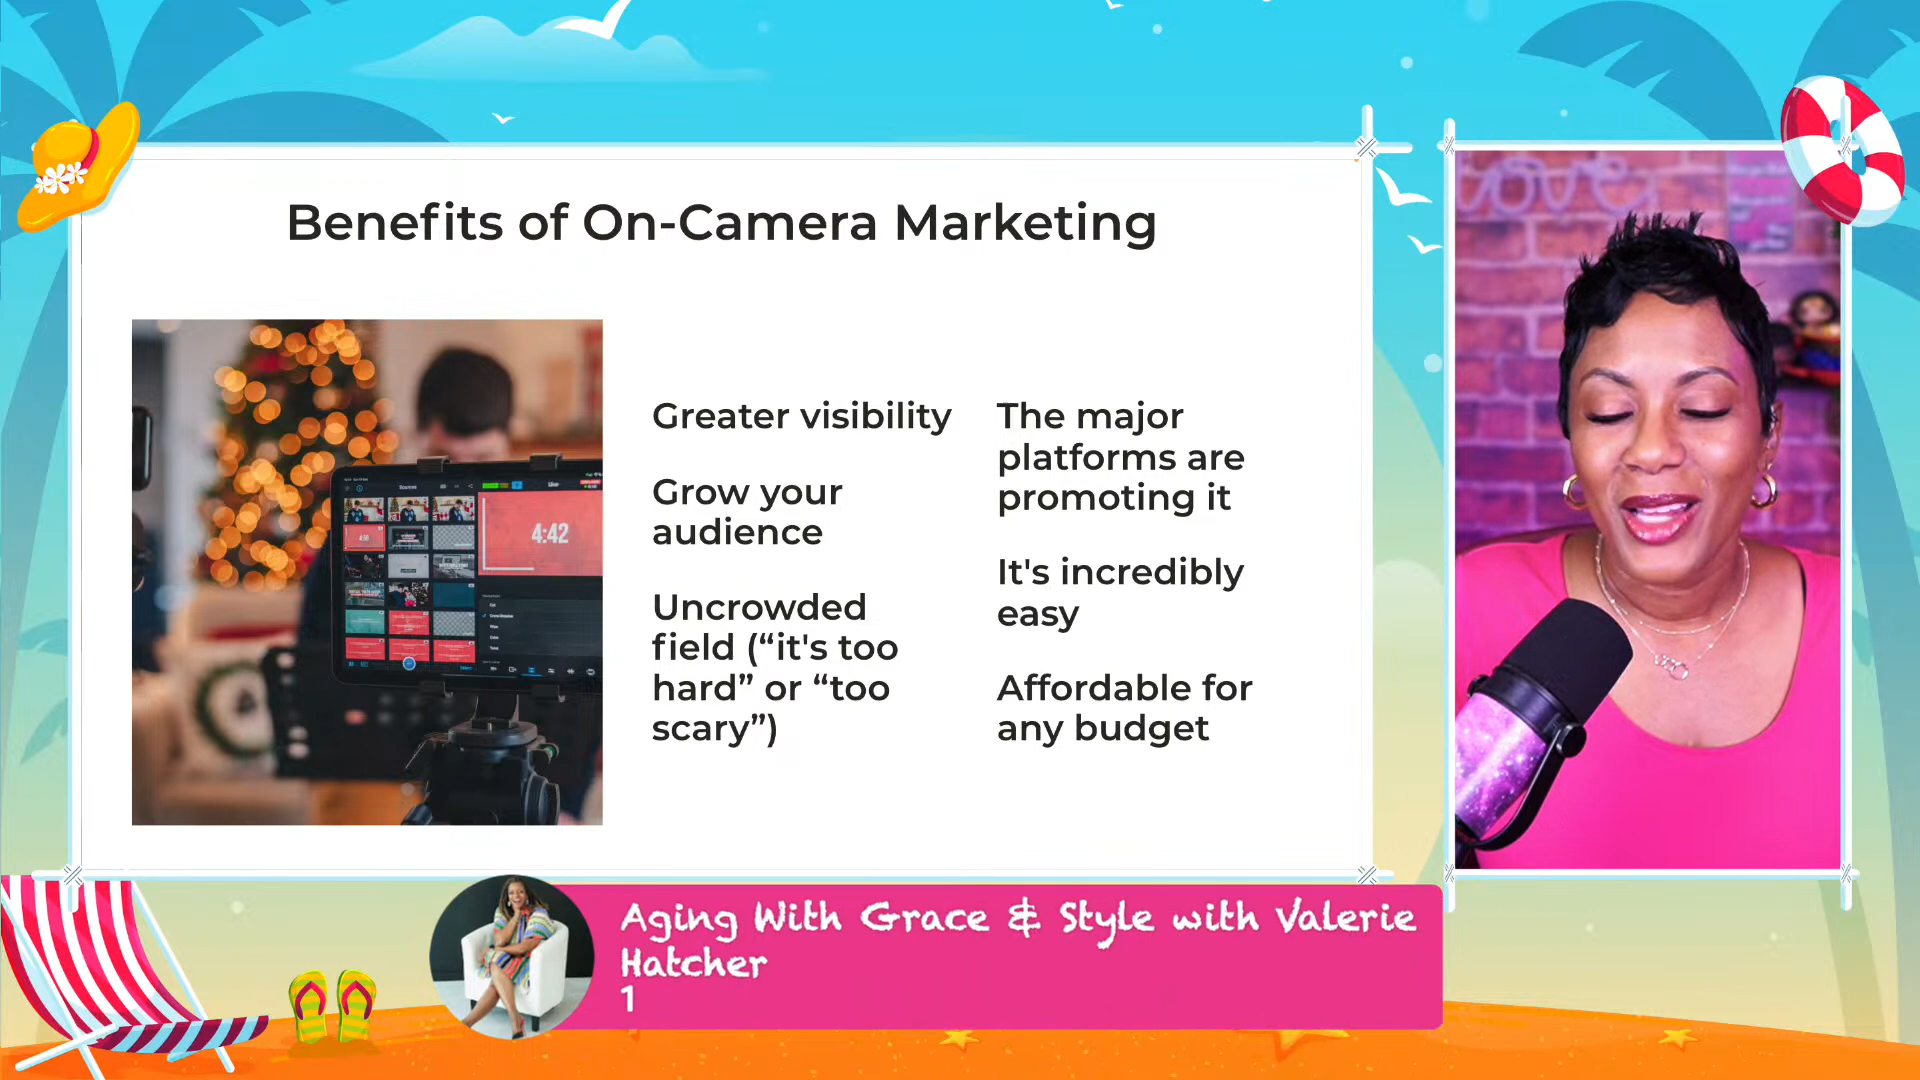 Benefits of On-Camera Marketing
Greater visibility
Grow your
audience
Uncrowded
field (“it's too
hard” or “too
scary”)
The major
platforms are
promoting it
It's incredibly
easy
Affordable for
any budget
4:42
love
Aging With Grace & Style with Valerie
Hatcher
1